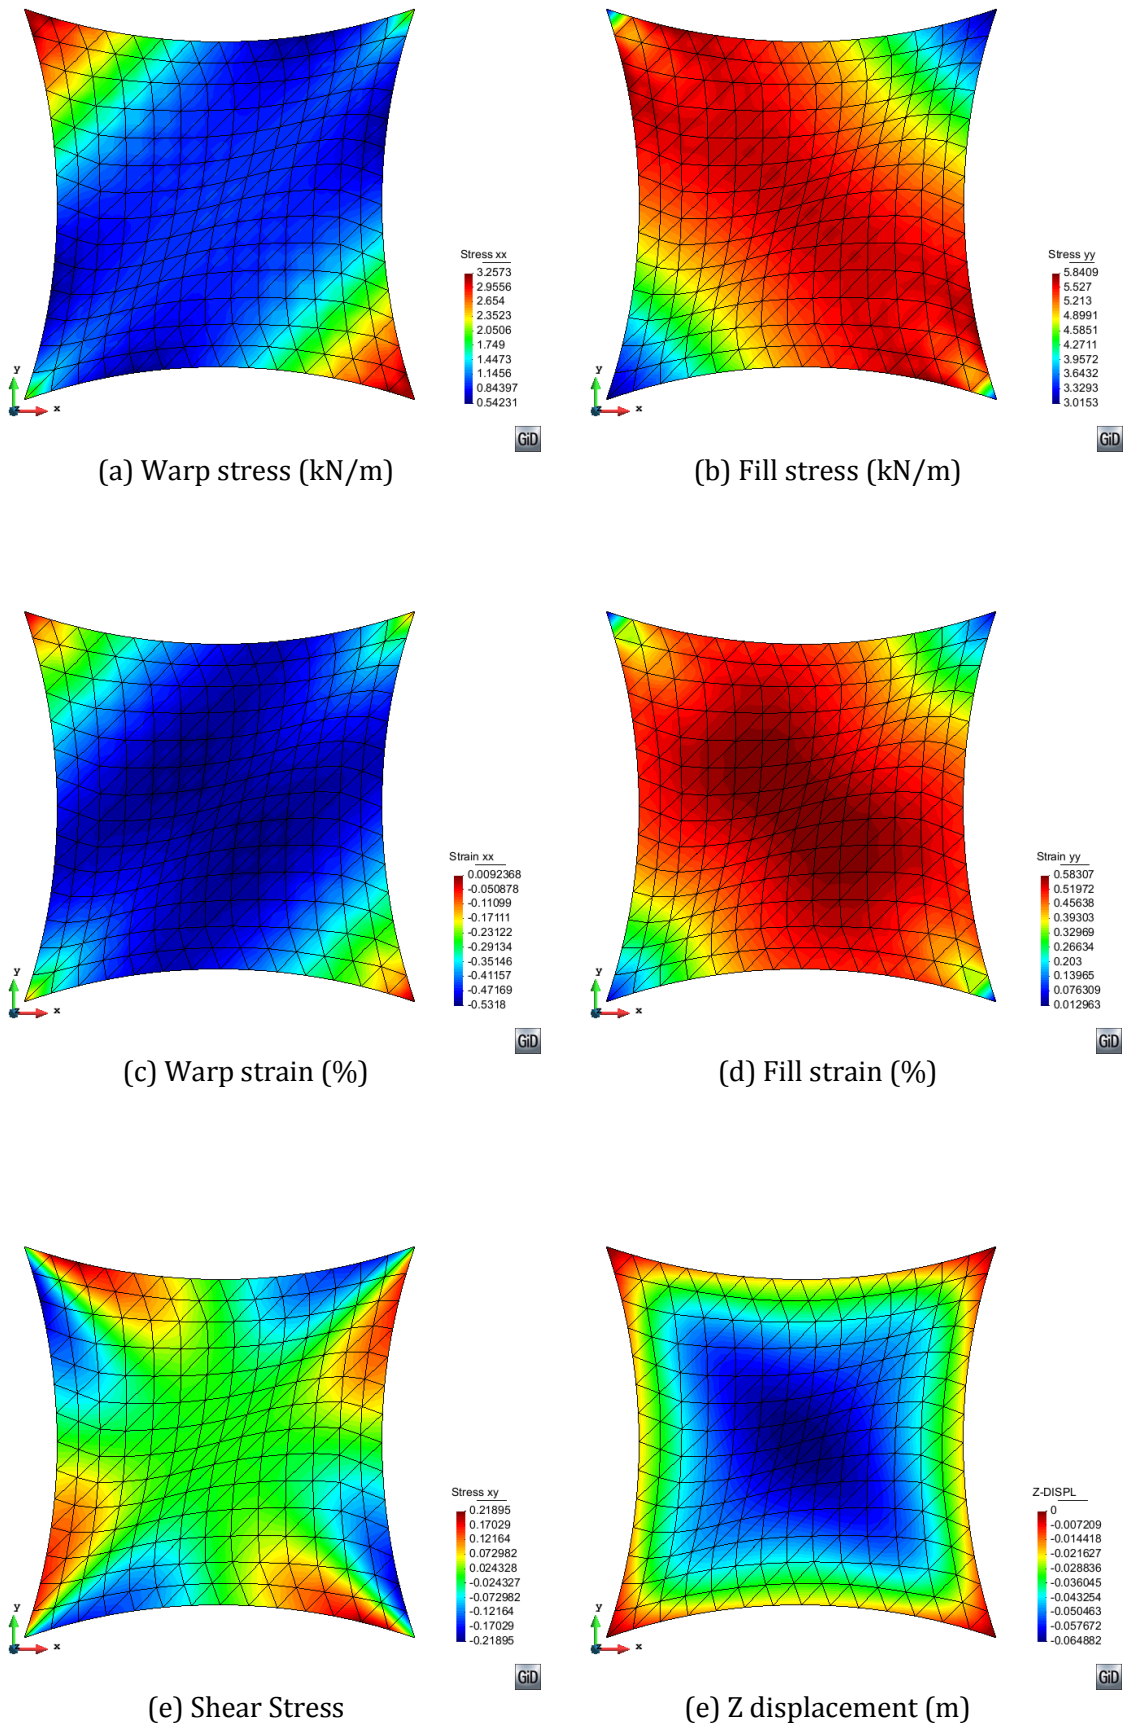 Stress xx
3.2573
2.9556
2.654
2.3523
2.0506
1.749
1.4473
1.1456
0.84397
0.54231
y
z
x
GiD
(a) Warp stress (kN/m)
Stress yy
5.8409
5.527
5.213
4.8991
4.5851
4.2711
3.9572
3.6432
3.3293
3.0153
y
z
x
GiD
(b) Fill stress (kN/m)
Strain xx
0.0092368
-0.050878
-0.11099
-0.17111
-0.23122
-0.29134
-0.35146
-0.41157
-0.47169
-0.5318
y
z
x
GiD
(c) Warp strain (%)
Strain yy
0.58307
0.51972
0.45638
0.39303
0.32969
0.26634
0.203
0.13965
0.076309
0.012963
y
z
x
GiD
(d) Fill strain (%)
Stress xy
0.21895
0.17029
0.12164
0.072982
0.024328
-0.024327
-0.072982
-0.12164
-0.17029
-0.21895
y
z
x
GiD
(e) Shear Stress
Z-DISPL
0
-0.007209
-0.014418
-0.021627
-0.028836
-0.036045
-0.043254
-0.050463
-0.057672
-0.064882
y
z
x
GiD
(e) Z displacement (m)